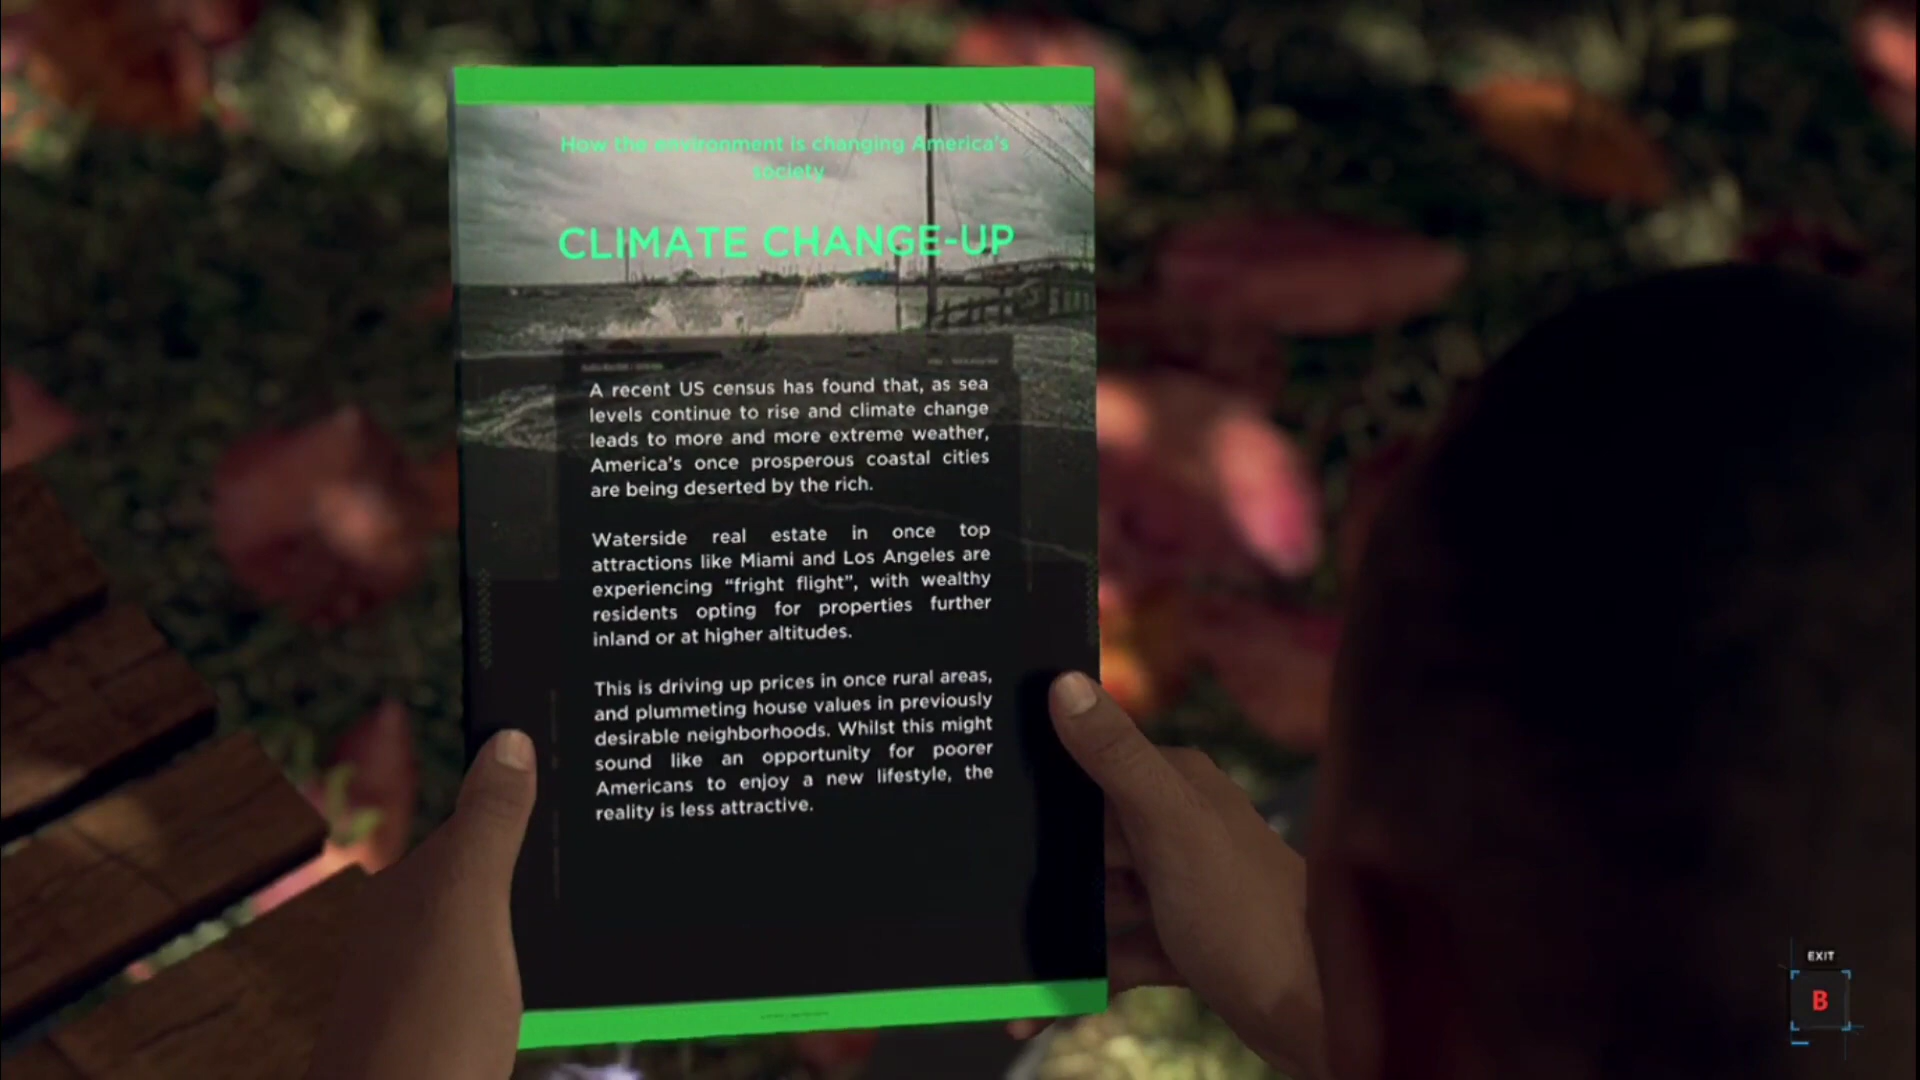 How the environment is changing America's
society
CLIMATE CHANGE-UP
A recent US census has found that, as sea
levels continue to rise and climate change
leads to more and more extreme weather,
America's once prosperous coastal cities
are being deserted by the rich.
Waterside real estate in once top
attractions like Miami and Los Angeles are
experiencing “fright flight”, with wealthy
residents opting for properties further
inland or at higher altitudes.
This is driving up prices in once rural areas,
and plummeting house values in previously
desirable neighborhoods. Whilst this might
sound like an opportunity for poorer
Americans to enjoy a new lifestyle, the
reality is less attractive.
EXIT
B